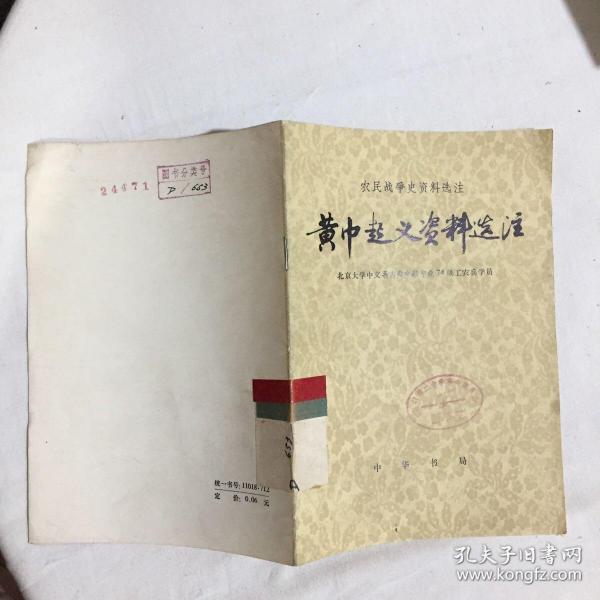 24471
图书分类号
P/653
农民战争史资料选注
黄巾起义资料选注
北京大学中文系古典文献专业74级工农兵学员
中华书局
统一书号：11018·712
定 价：0.06 元
孔夫子旧书网
www.kongfz.com